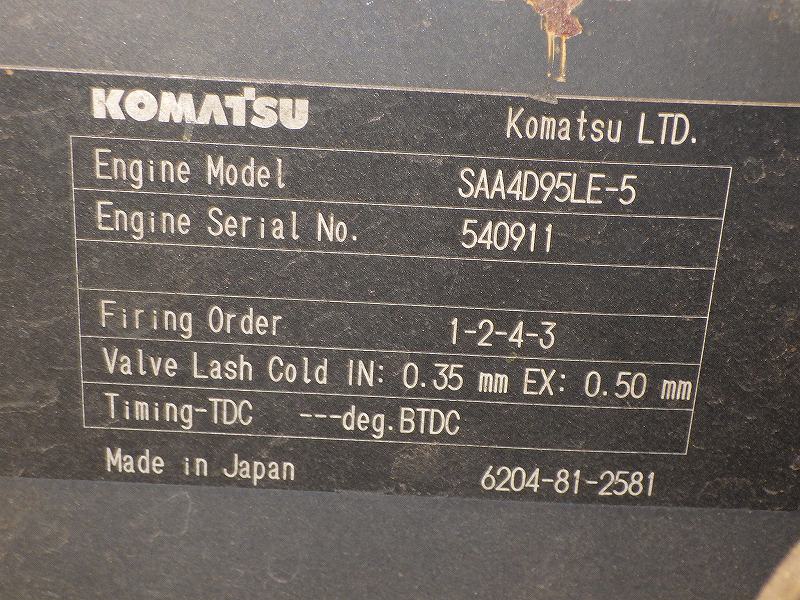 KOMATSU Komatsu LTD.
Engine Model SAA4D95LE-5
Engine Serial No. 540911
Firing Order 1-2-4-3
Valve Lash Cold IN: 0.35 mm EX: 0.50 mm
Timing-TDC ---deg.BTDC
Made in Japan 6204-81-2581